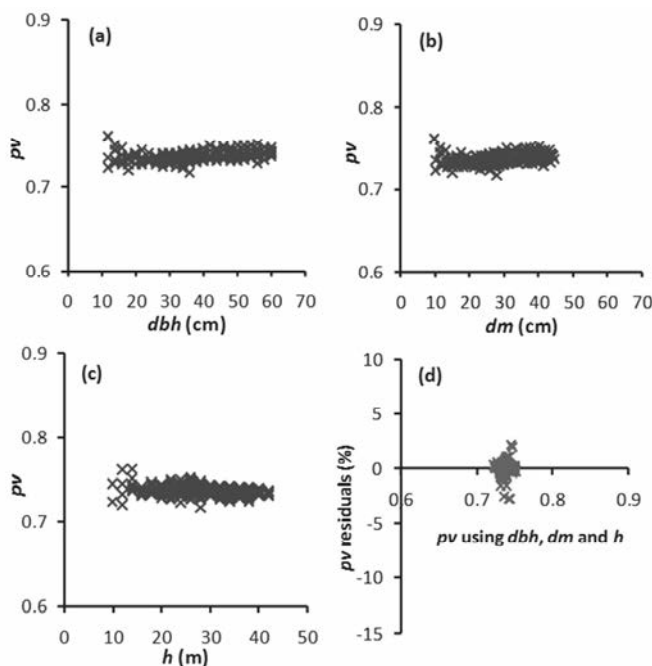 (a)
0.9
0.8
0.7
0.6
pv
0 10 20 30 40 50 60 70
dbh (cm)
(b)
0.9
0.8
0.7
0.6
pv
0 10 20 30 40 50 60
dm (cm)
(c)
0.9
0.8
0.7
0.6
pv
0 10 20 30 40 50
h (m)
(d)
10
5
0
-5
-10
-15
pv residuals (%)
0.6 0.7 0.8 0.9
pv using dbh, dm and h